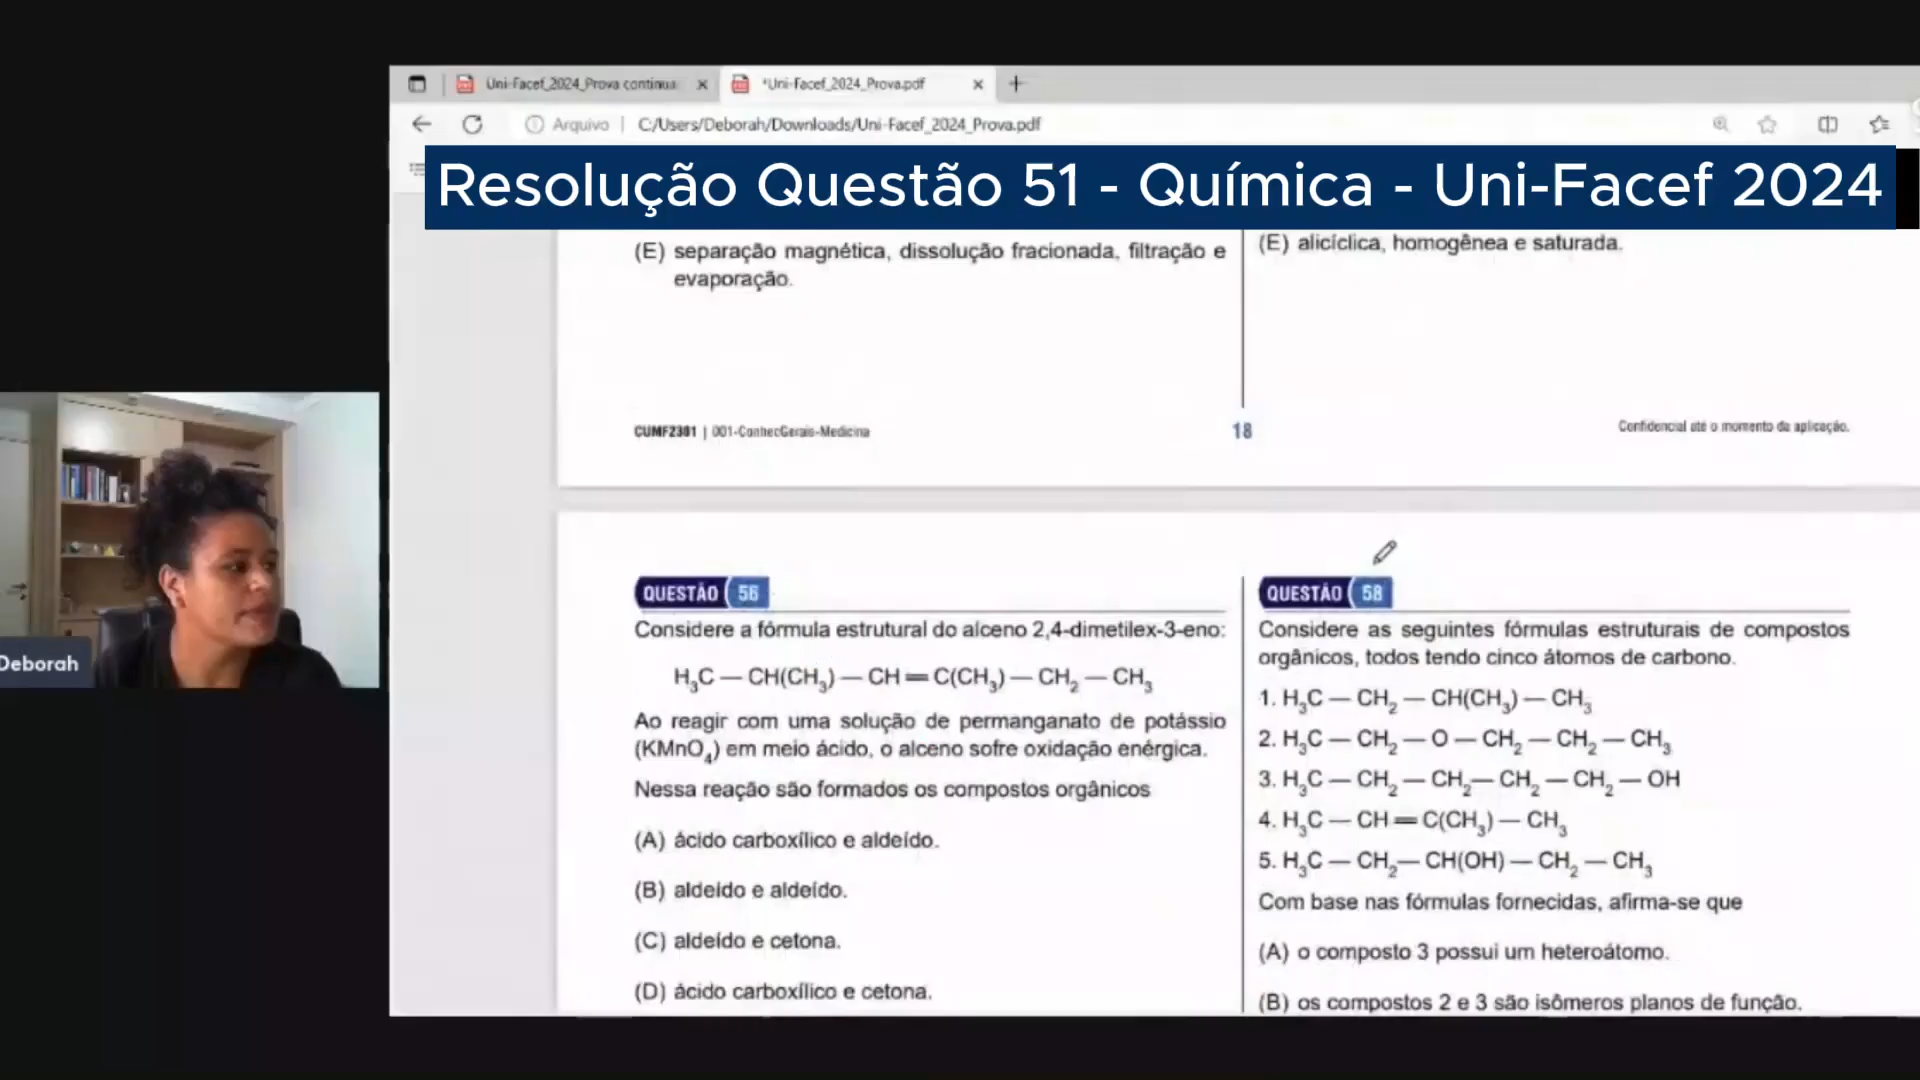 Uni-Facef_2024_Prova continua
*Uni-Facef_2024_Prova.pdf
Arquivo | C:/Users/Deborah/Downloads/Uni-Facef_2024_Prova.pdf
Resolução Questão 51 - Química - Uni-Facef 2024
(E) separação magnética, dissolução fracionada, filtração e
evaporação.
(E) alicíclica, homogênea e saturada.
CUMF2301 | 001-ConhecGerais-Medicina
18
Confidencial até o momento da aplicação.
QUESTÃO 56
Considere a fórmula estrutural do alceno 2,4-dimetilex-3-eno:
H₃C — CH(CH₃) — CH ═ C(CH₃) — CH₂ — CH₃
Ao reagir com uma solução de permanganato de potássio
(KMnO₄) em meio ácido, o alceno sofre oxidação enérgica.
Nessa reação são formados os compostos orgânicos
(A) ácido carboxílico e aldeído.
(B) aldeído e aldeído.
(C) aldeído e cetona.
(D) ácido carboxílico e cetona.
QUESTÃO 58
Considere as seguintes fórmulas estruturais de compostos
orgânicos, todos tendo cinco átomos de carbono.
1. H₃C — CH₂ — CH(CH₃) — CH₃
2. H₃C — CH₂ — O — CH₂ — CH₂ — CH₃
3. H₃C — CH₂ — CH₂ — CH₂ — CH₂ — OH
4. H₃C — CH ═ C(CH₃) — CH₃
5. H₃C — CH₂ — CH(OH) — CH₂ — CH₃
Com base nas fórmulas fornecidas, afirma-se que
(A) o composto 3 possui um heteroátomo.
(B) os compostos 2 e 3 são isômeros planos de função.
Deborah